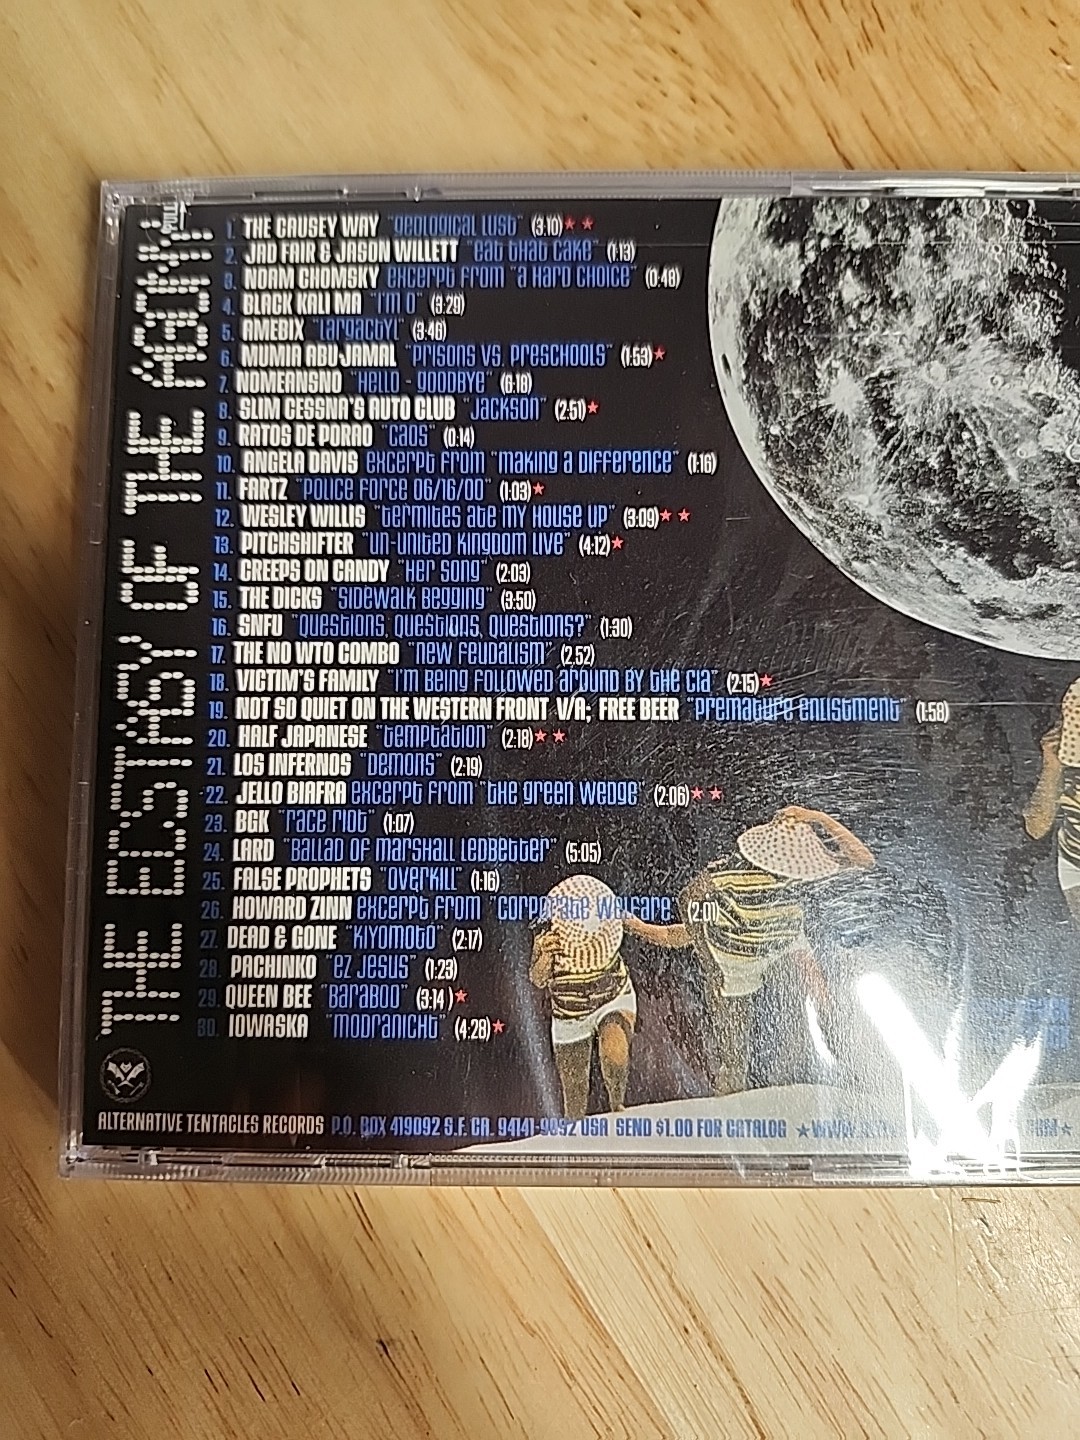 THE ECSTASY OF THE AGONY
1. THE CAUSEY WAY "geological lust" (3:10)★ ★
2. JAD FAIR & JASON WILLETT "eat that cake" (1:13)
3. NOAM CHOMSKY excerpt from "a hard choice" (0:48)
4. BLACK KALI MA "I'm O" (3:29)
5. AMEBIX "Largactyl" (3:46)
6. MUMIA ABU-JAMAL "Prisons vs. Preschools" (1:53)★
7. NOMEANSNO "Hello - Goodbye" (6:18)
8. SLIM CESSNA'S AUTO CLUB "Jackson" (2:51)★
9. RATOS DE PORAO "Caos" (0:14)
10. ANGELA DAVIS excerpt from "making a difference" (1:16)
11. FARTZ "Police Force 06/16/00" (1:03)★
12. WESLEY WILLIS "termites ate my House up" (3:09)★ ★
13. PITCHSHIFTER "un-united kingdom Live" (4:12)★
14. CREEPS ON CANDY "Her Song" (2:03)
15. THE DICKS "Sidewalk Begging" (3:50)
16. SNFU "Questions, Questions, Questions?" (1:30)
17. THE NO WTO COMBO "new feudalism" (2,52)
18. VICTIM'S FAMILY "I'm Being followed around By the cia" (2:15)★
19. NOT SO QUIET ON THE WESTERN FRONT V/A; FREE BEER "Premature enlistment" (1:58)
20. HALF JAPANESE "temptation" (2:18)★ ★
21. LOS INFERNOS "Demons" (2:19)
22. JELLO BIAFRA excerpt from "the green wedge" (2:06)★ ★
23. BGK "race riot" (1:07)
24. LARD "Ballad of marshall Ledbetter" (5:05)
25. FALSE PROPHETS "overkill" (1:16)
26. HOWARD ZINN excerpt from "corporate welfare" (2:01)
27. DEAD & GONE "Kiyomoto" (2:17)
28. PACHINKO "ez Jesus" (1:23)
29. QUEEN BEE "Baraboo" (3:14 )★
30. IOWASKA "modranicht" (4:28)★
ALTERNATIVE TENTACLES RECORDS P.O. BOX 419092 S.F. CA. 94141-9092 USA SEND $1.00 FOR CATALOG ★WWW.